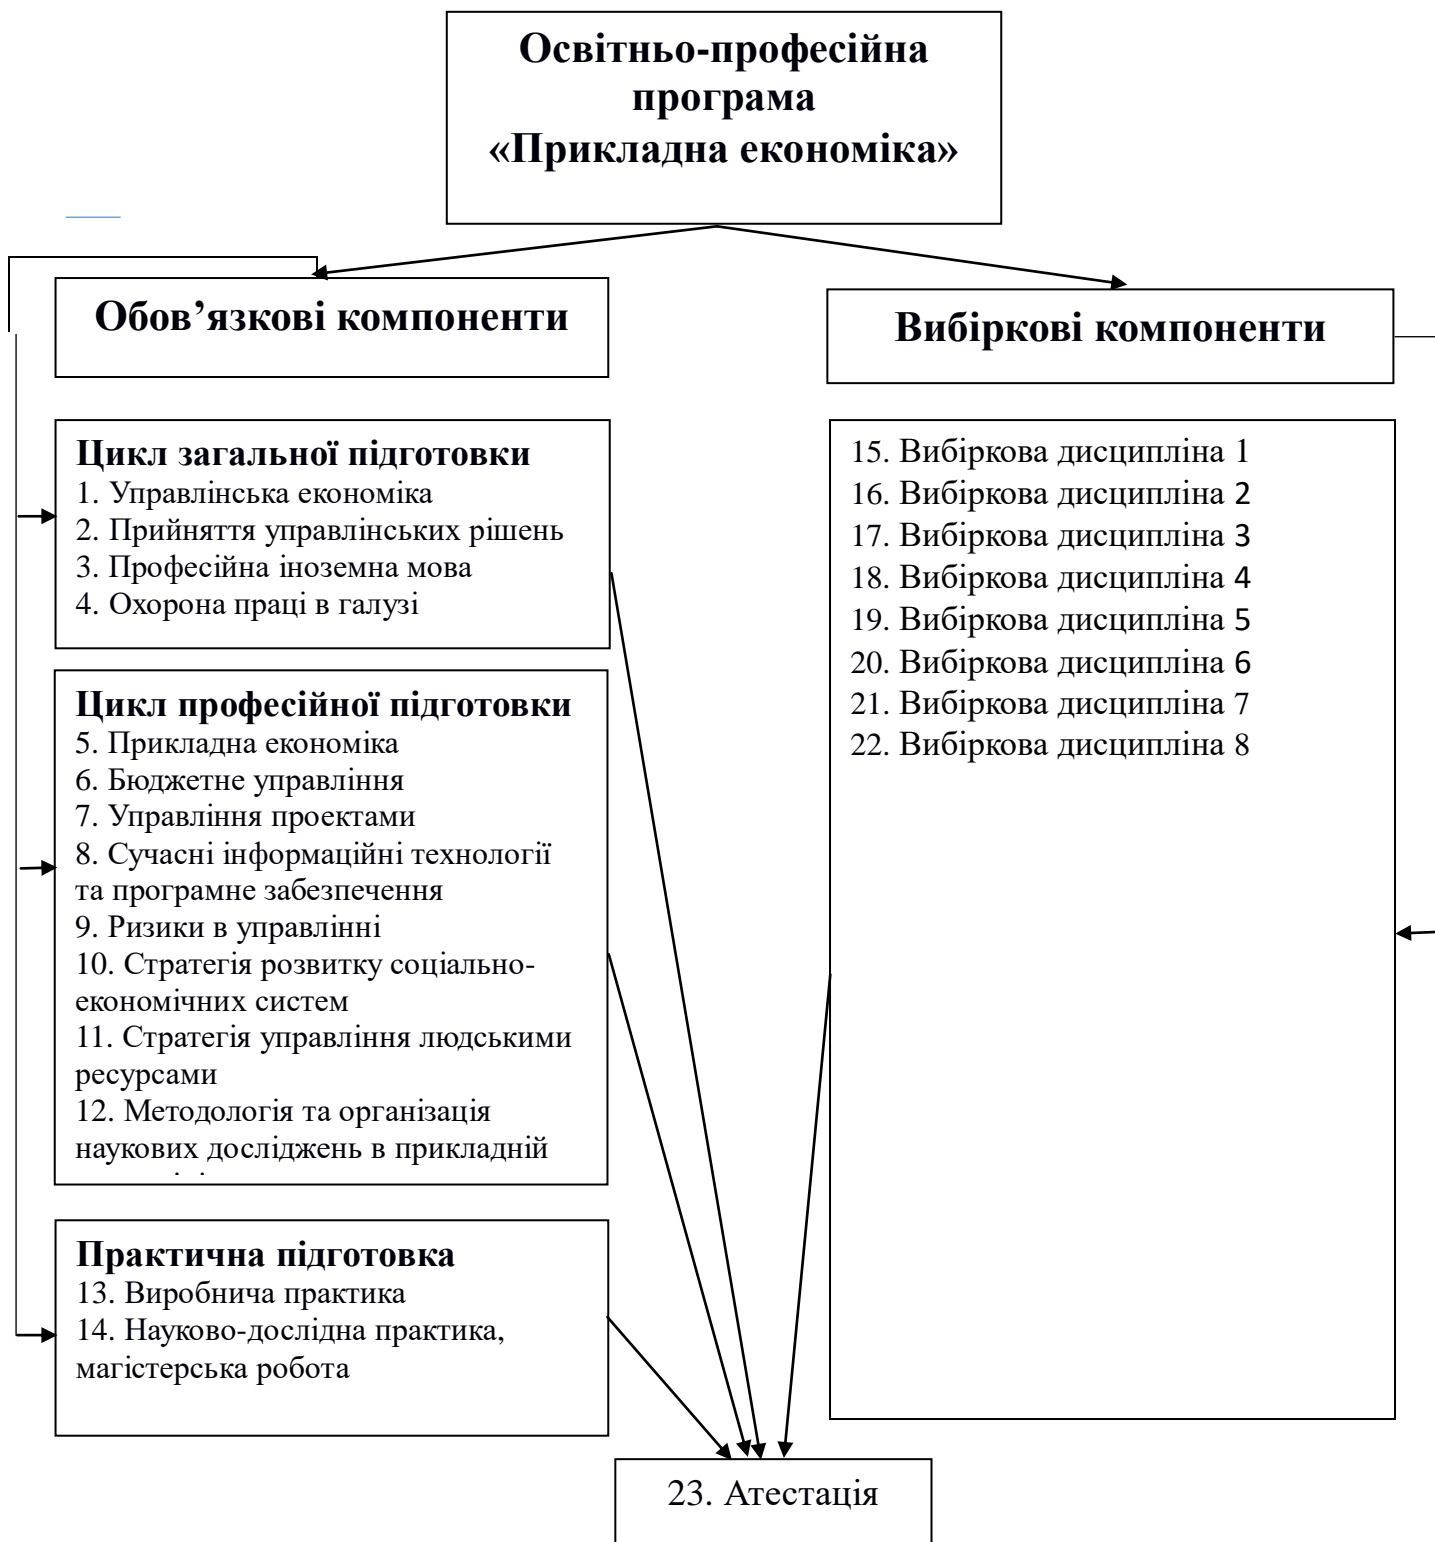 Освітньо-професійна
програма
«Прикладна економіка»
Обов’язкові компоненти
Вибіркові компоненти
Цикл загальної підготовки
1. Управлінська економіка
2. Прийняття управлінських рішень
3. Професійна іноземна мова
4. Охорона праці в галузі
Цикл професійної підготовки
5. Прикладна економіка
6. Бюджетне управління
7. Управління проектами
8. Сучасні інформаційні технології
та програмне забезпечення
9. Ризики в управлінні
10. Стратегія розвитку соціально-
економічних систем
11. Стратегія управління людськими
ресурсами
12. Методологія та організація
наукових досліджень в прикладній
Практична підготовка
13. Виробнича практика
14. Науково-дослідна практика,
магістерська робота
15. Вибіркова дисципліна 1
16. Вибіркова дисципліна 2
17. Вибіркова дисципліна 3
18. Вибіркова дисципліна 4
19. Вибіркова дисципліна 5
20. Вибіркова дисципліна 6
21. Вибіркова дисципліна 7
22. Вибіркова дисципліна 8
23. Атестація